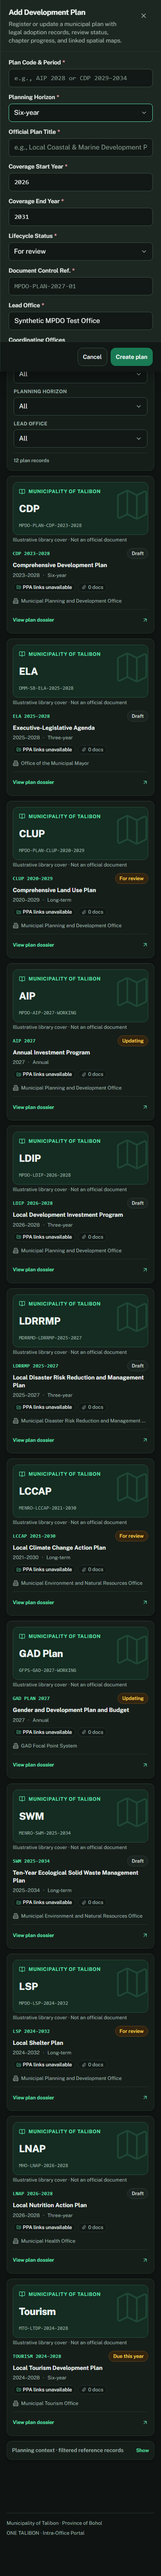 Add Development Plan
Register or update a municipal plan with
legal adoption records, review status,
chapter progress, and linked spatial maps.
Plan Code & Period *
e.g., AIP 2028 or CDP 2029–2034
Planning Horizon *
Six-year
Official Plan Title *
e.g., Local Coastal & Marine Development P
Coverage Start Year *
2026
Coverage End Year *
2031
Lifecycle Status *
For review
Document Control Ref. *
MPDO-PLAN-2027-01
Lead Office *
Synthetic MPDO Test Office
Coordinating Offices
Cancel
Create plan
All
PLANNING HORIZON
All
LEAD OFFICE
All
12 plan records
MUNICIPALITY OF TALIBON
CDP
MPDO-PLAN-CDP-2023-2028
Illustrative library cover · Not an official document
CDP 2023-2028
Draft
Comprehensive Development Plan
2023–2028 · Six-year
PPA links unavailable
0 docs
Municipal Planning and Development Office
View plan dossier
MUNICIPALITY OF TALIBON
ELA
OMM-SB-ELA-2025-2028
Illustrative library cover · Not an official document
ELA 2025-2028
Draft
Executive-Legislative Agenda
2025–2028 · Three-year
PPA links unavailable
0 docs
Office of the Municipal Mayor
View plan dossier
MUNICIPALITY OF TALIBON
CLUP
MPDO-PLAN-CLUP-2020-2029
Illustrative library cover · Not an official document
CLUP 2020-2029
For review
Comprehensive Land Use Plan
2020–2029 · Long-term
PPA links unavailable
0 docs
Municipal Planning and Development Office
View plan dossier
MUNICIPALITY OF TALIBON
AIP
MPDO-AIP-2027-WORKING
Illustrative library cover · Not an official document
AIP 2027
Updating
Annual Investment Program
2027 · Annual
PPA links unavailable
0 docs
Municipal Planning and Development Office
View plan dossier
MUNICIPALITY OF TALIBON
LDIP
MPDO-LDIP-2026-2028
Illustrative library cover · Not an official document
LDIP 2026-2028
Draft
Local Development Investment Program
2026–2028 · Three-year
PPA links unavailable
0 docs
Municipal Planning and Development Office
View plan dossier
MUNICIPALITY OF TALIBON
LDRRMP
MDRRMO-LDRRMP-2025-2027
Illustrative library cover · Not an official document
LDRRMP 2025-2027
Draft
Local Disaster Risk Reduction and Management
Plan
2025–2027 · Three-year
PPA links unavailable
0 docs
Municipal Disaster Risk Reduction and Management ...
View plan dossier
MUNICIPALITY OF TALIBON
LCCAP
MENRO-LCCAP-2021-2030
Illustrative library cover · Not an official document
LCCAP 2021-2030
For review
Local Climate Change Action Plan
2021–2030 · Long-term
PPA links unavailable
0 docs
Municipal Environment and Natural Resources Office
View plan dossier
MUNICIPALITY OF TALIBON
GAD Plan
GFPS-GAD-2027-WORKING
Illustrative library cover · Not an official document
GAD PLAN 2027
Updating
Gender and Development Plan and Budget
2027 · Annual
PPA links unavailable
0 docs
GAD Focal Point System
View plan dossier
MUNICIPALITY OF TALIBON
SWM
MENRO-SWM-2025-2034
Illustrative library cover · Not an official document
SWM 2025-2034
Draft
Ten-Year Ecological Solid Waste Management
Plan
2025–2034 · Long-term
PPA links unavailable
0 docs
Municipal Environment and Natural Resources Office
View plan dossier
MUNICIPALITY OF TALIBON
LSP
MPDO-LSP-2024-2032
Illustrative library cover · Not an official document
LSP 2024-2032
For review
Local Shelter Plan
2024–2032 · Long-term
PPA links unavailable
0 docs
Municipal Planning and Development Office
View plan dossier
MUNICIPALITY OF TALIBON
LNAP
MHO-LNAP-2026-2028
Illustrative library cover · Not an official document
LNAP 2026-2028
Draft
Local Nutrition Action Plan
2026–2028 · Three-year
PPA links unavailable
0 docs
Municipal Health Office
View plan dossier
MUNICIPALITY OF TALIBON
Tourism
MTO-LTDP-2024-2028
Illustrative library cover · Not an official document
TOURISM 2024-2028
Due this year
Local Tourism Development Plan
2024–2028 · Six-year
PPA links unavailable
0 docs
Municipal Tourism Office
View plan dossier
Planning context · filtered reference records
Show
Municipality of Talibon · Province of Bohol
ONE TALIBON · Intra-Office Portal